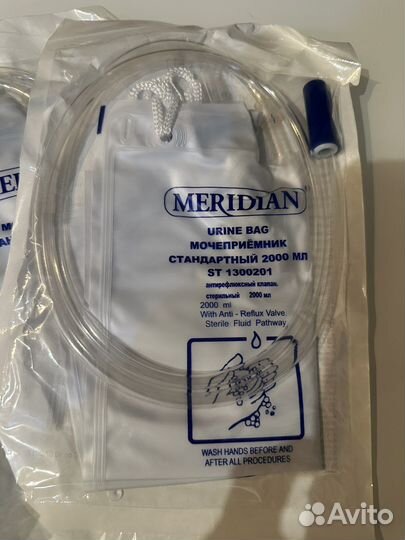 MERIDIAN
URINE BAG
МОЧЕПРИЁМНИК
СТАНДАРТНЫЙ 2000 МЛ
ST 1300201
антирефлюксный клапан,
стерильный 2000 мл
2000 ml
With Anti - Reflux Valve
Sterile Fluid Pathway
WASH HANDS BEFORE AND
AFTER ALL PROCEDURES
Avito